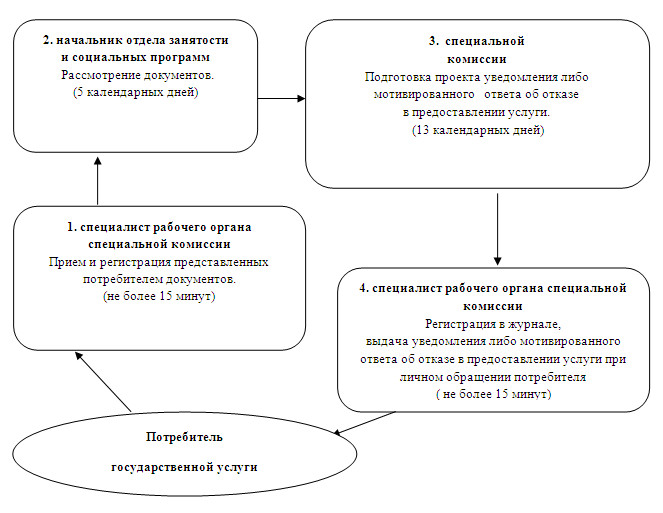 2. начальник отдела занятости
и социальных программ
Рассмотрение документов.
(5 календарных дней)
3. специальной
комиссии
Подготовка проекта уведомления либо
мотивированного ответа об отказе
в предоставлении услуги.
(13 календарных дней)
1. специалист рабочего органа
специальной комиссии
Прием и регистрация представленных
потребителем документов.
(не более 15 минут)
4. специалист рабочего органа специальной
комиссии
Регистрация в журнале,
выдача уведомления либо мотивированного
ответа об отказе в предоставлении услуги при
личном обращении потребителя
( не более 15 минут)
Потребитель
государственной услуги